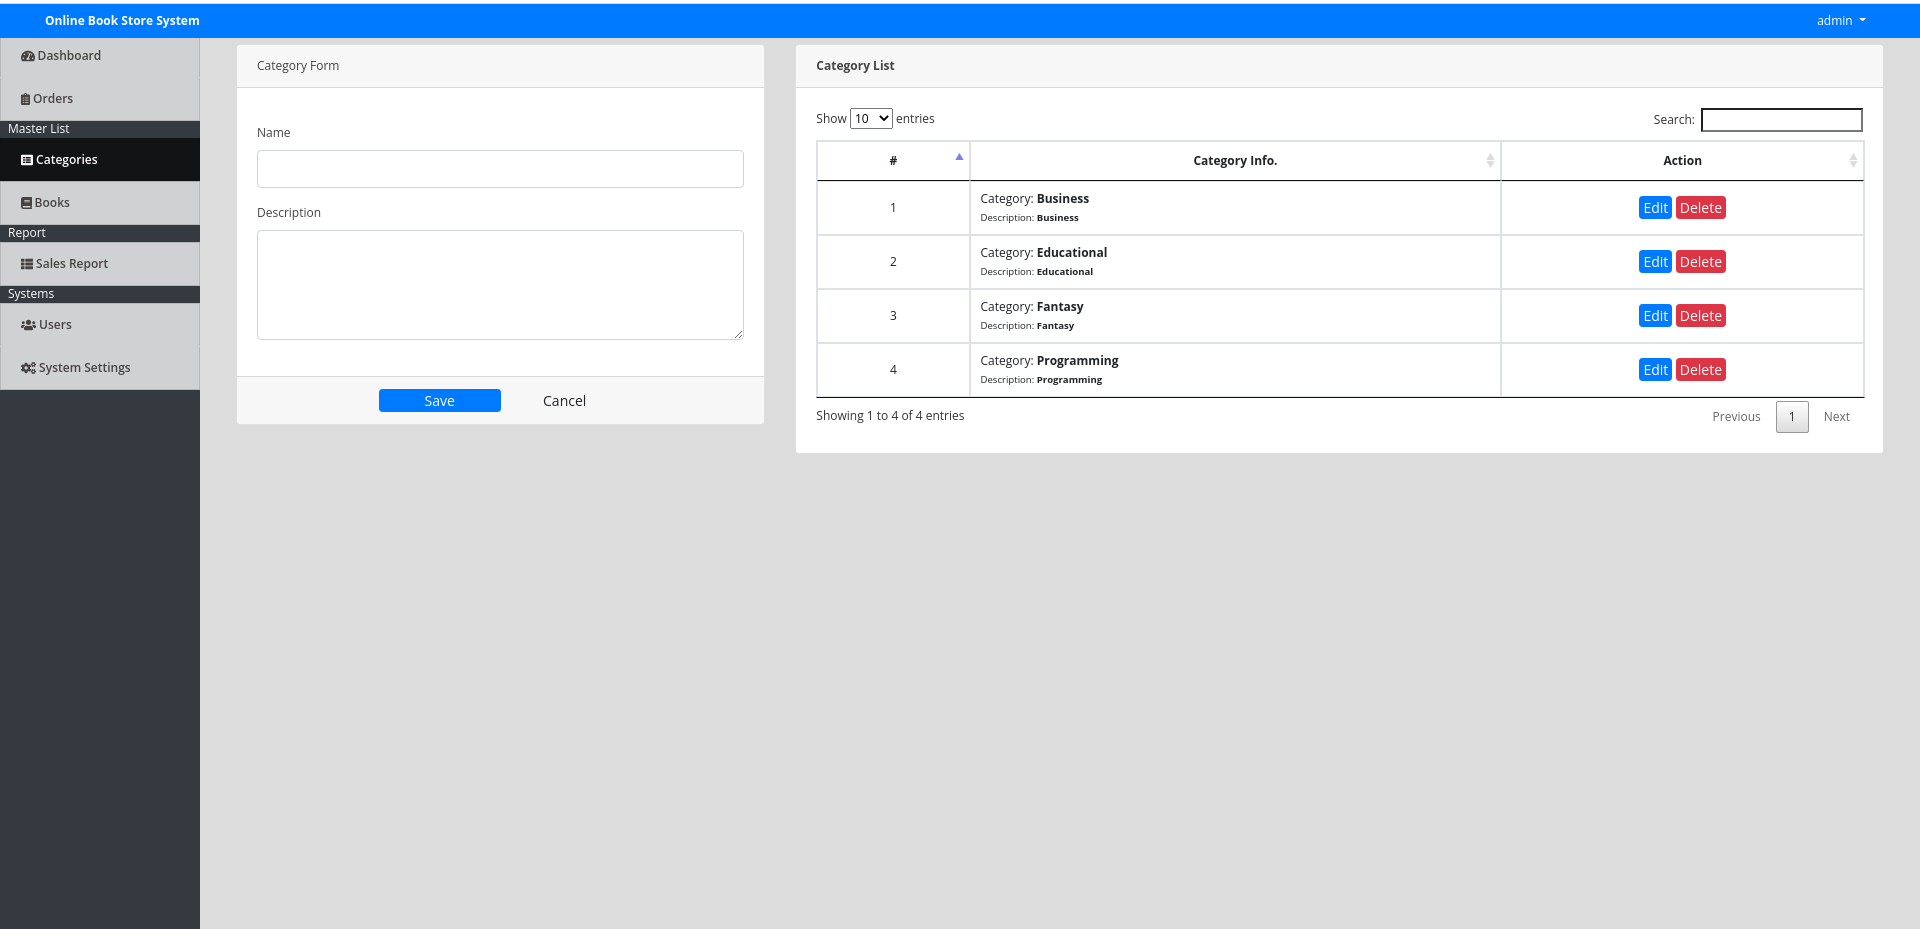 Online Book Store System
admin
Dashboard
Orders
Master List
Categories
Books
Report
Sales Report
Systems
Users
System Settings
Category Form
Name
Description
Save Cancel
Category List
Show 10 entries
Search:
# Category Info. Action
1 Category: Business Edit Delete
Description: Business
2 Category: Educational Edit Delete
Description: Educational
3 Category: Fantasy Edit Delete
Description: Fantasy
4 Category: Programming Edit Delete
Description: Programming
Showing 1 to 4 of 4 entries
Previous 1 Next